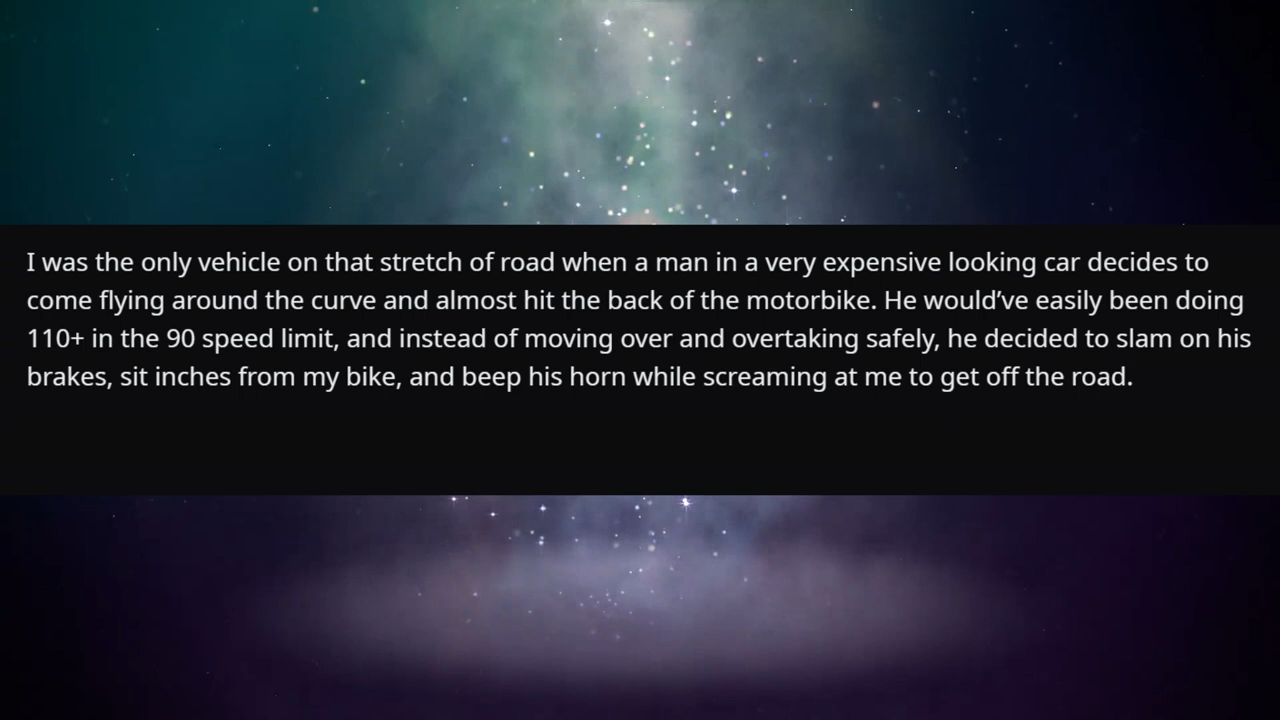 I was the only vehicle on that stretch of road when a man in a very expensive looking car decides to
come flying around the curve and almost hit the back of the motorbike. He would’ve easily been doing
110+ in the 90 speed limit, and instead of moving over and overtaking safely, he decided to slam on his
brakes, sit inches from my bike, and beep his horn while screaming at me to get off the road.